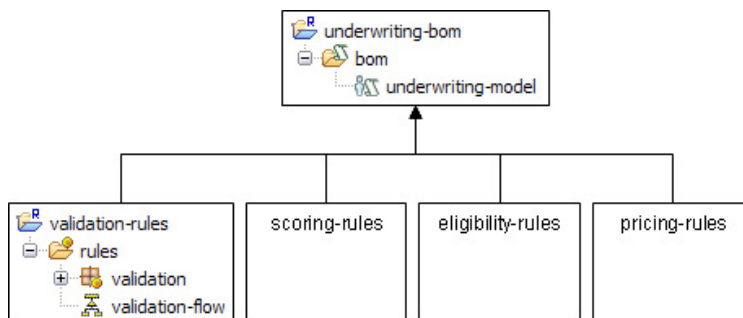 underwriting-bom
bom
underwriting-model
validation-rules
rules
validation
validation-flow
scoring-rules
eligibility-rules
pricing-rules